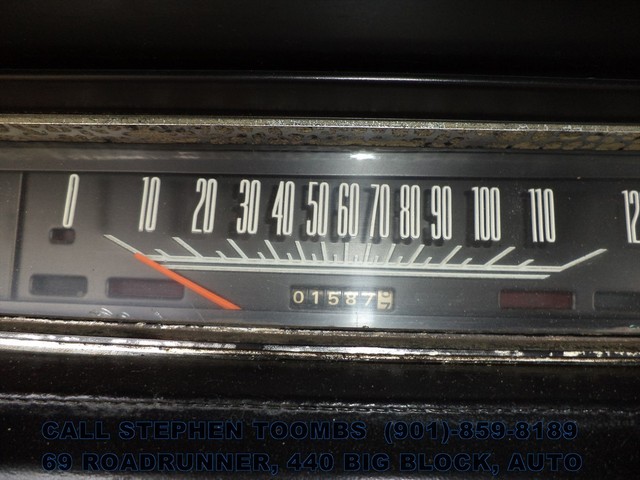 0 10 20 30 40 50 60 70 80 90 100 110 12
01587
CALL STEPHEN TOOMBS (901)-859-8189
69 ROADRUNNER, 440 BIG BLOCK, AUTO